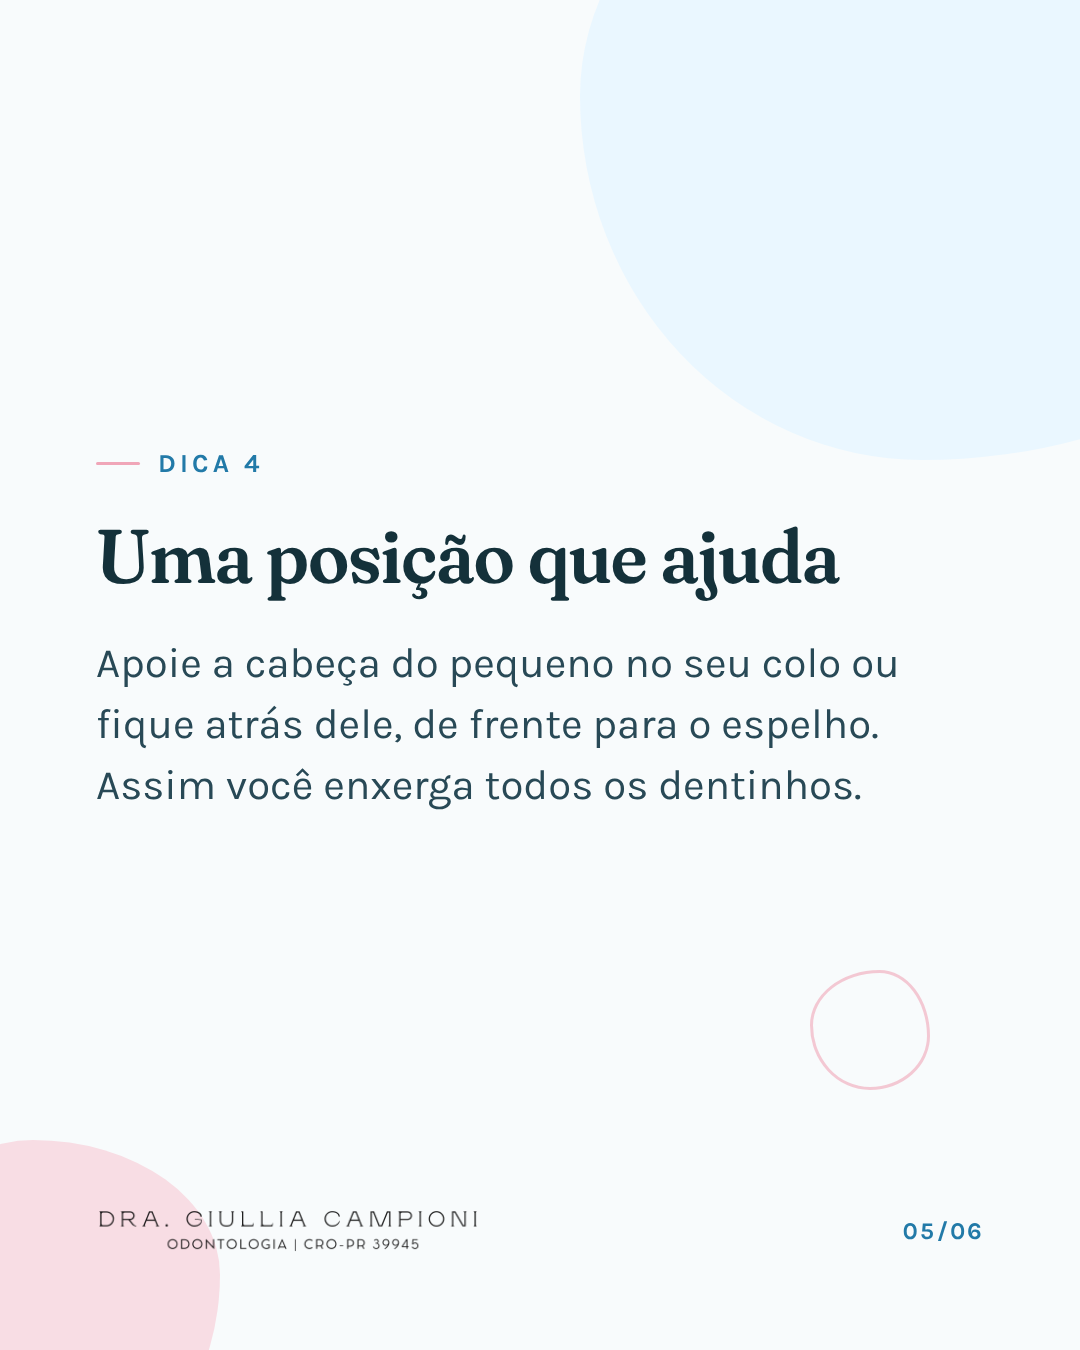 DICA 4
Uma posição que ajuda
Apoie a cabeça do pequeno no seu colo ou
fique atrás dele, de frente para o espelho.
Assim você enxerga todos os dentinhos.
DRA. GIULLIA CAMPIONI
ODONTOLOGIA | CRO-PR 39945
05/06